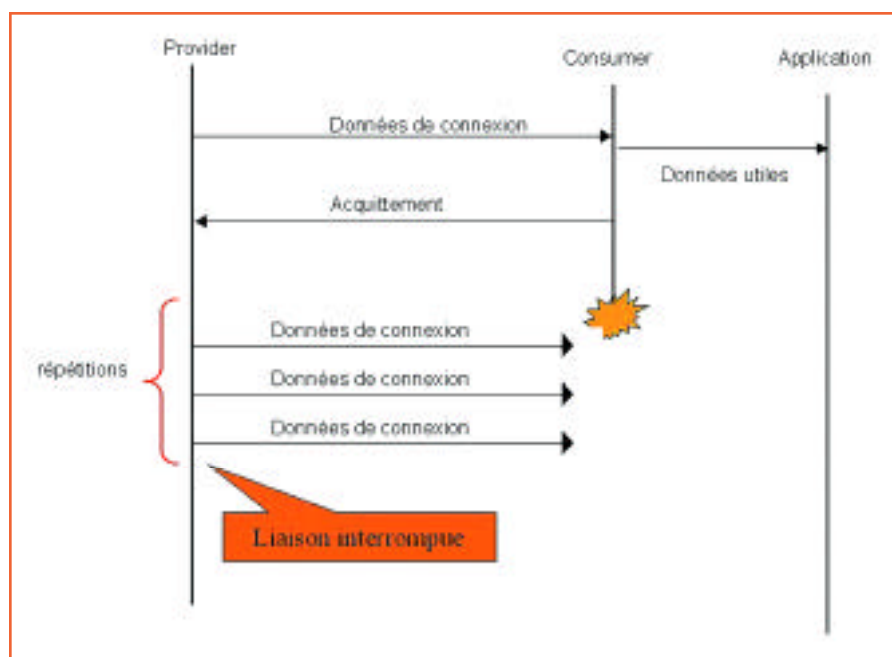 Provider
Consumer
Application
Données de connexion
Données utiles
Acquittement
Données de connexion
répétitions
Données de connexion
Données de connexion
Liaison interrompue